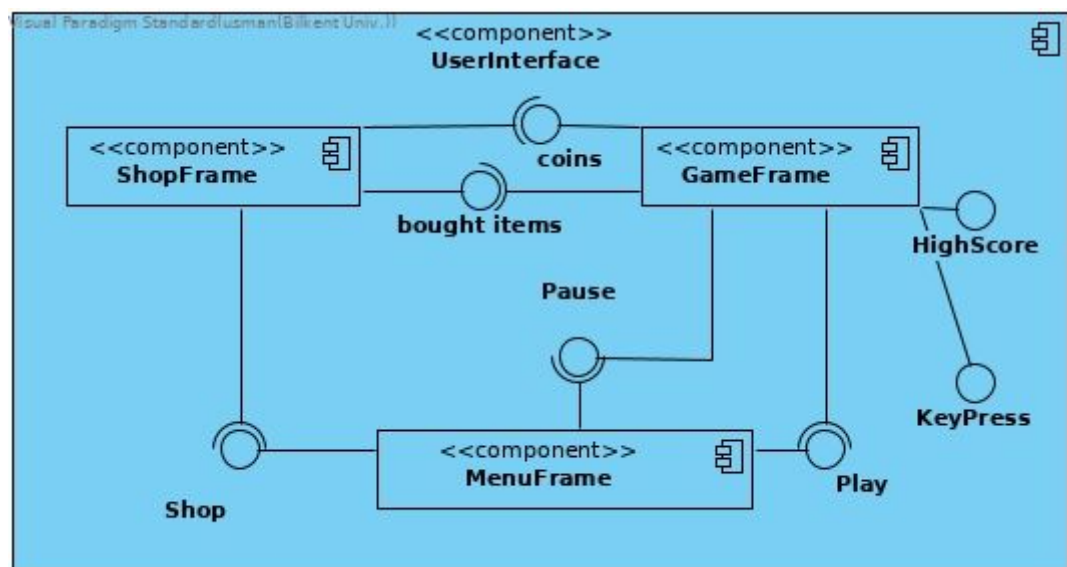 Visual Paradigm Standard(usman(Bilkent Univ.))
<<component>>
UserInterface
<<component>>
ShopFrame
coins
<<component>>
GameFrame
bought items
HighScore
Pause
KeyPress
<<component>>
MenuFrame
Play
Shop